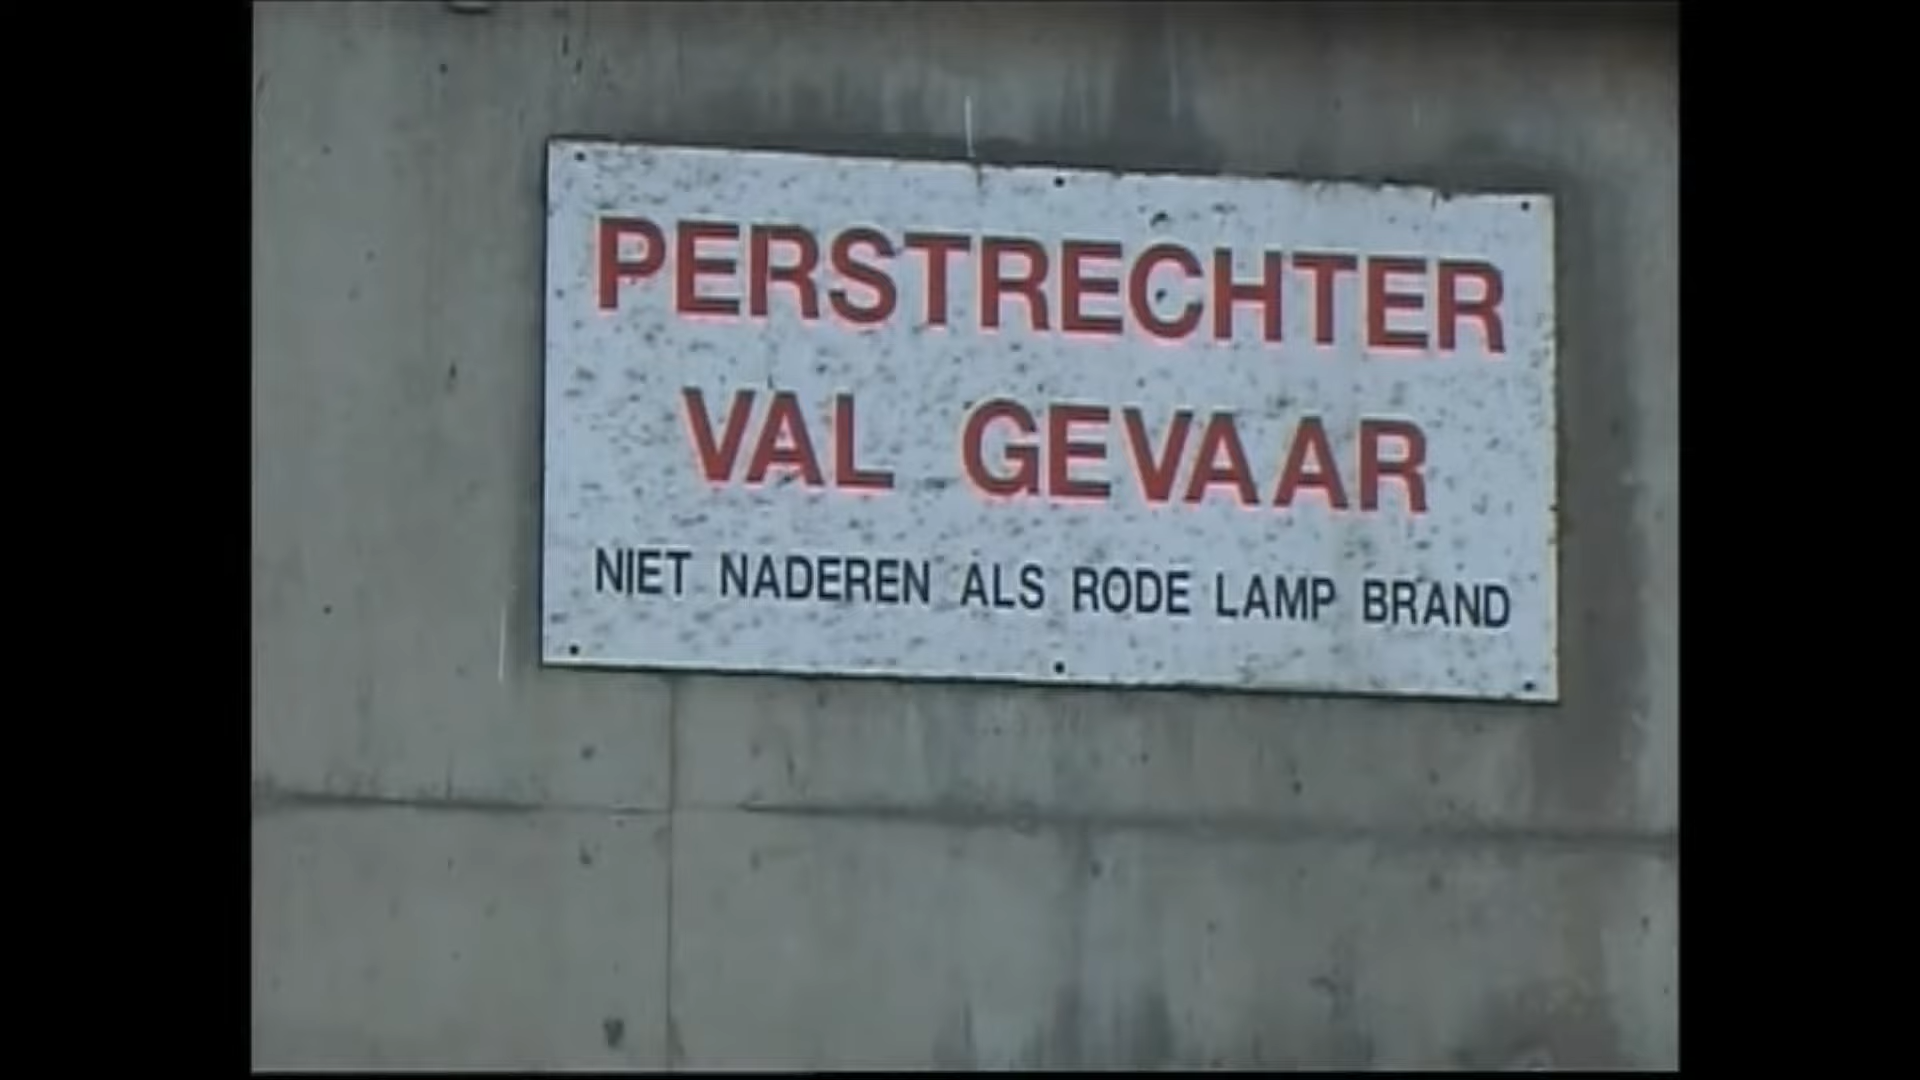 PERSTRECHTER
VAL GEVAAR
NIET NADEREN ALS RODE LAMP BRAND